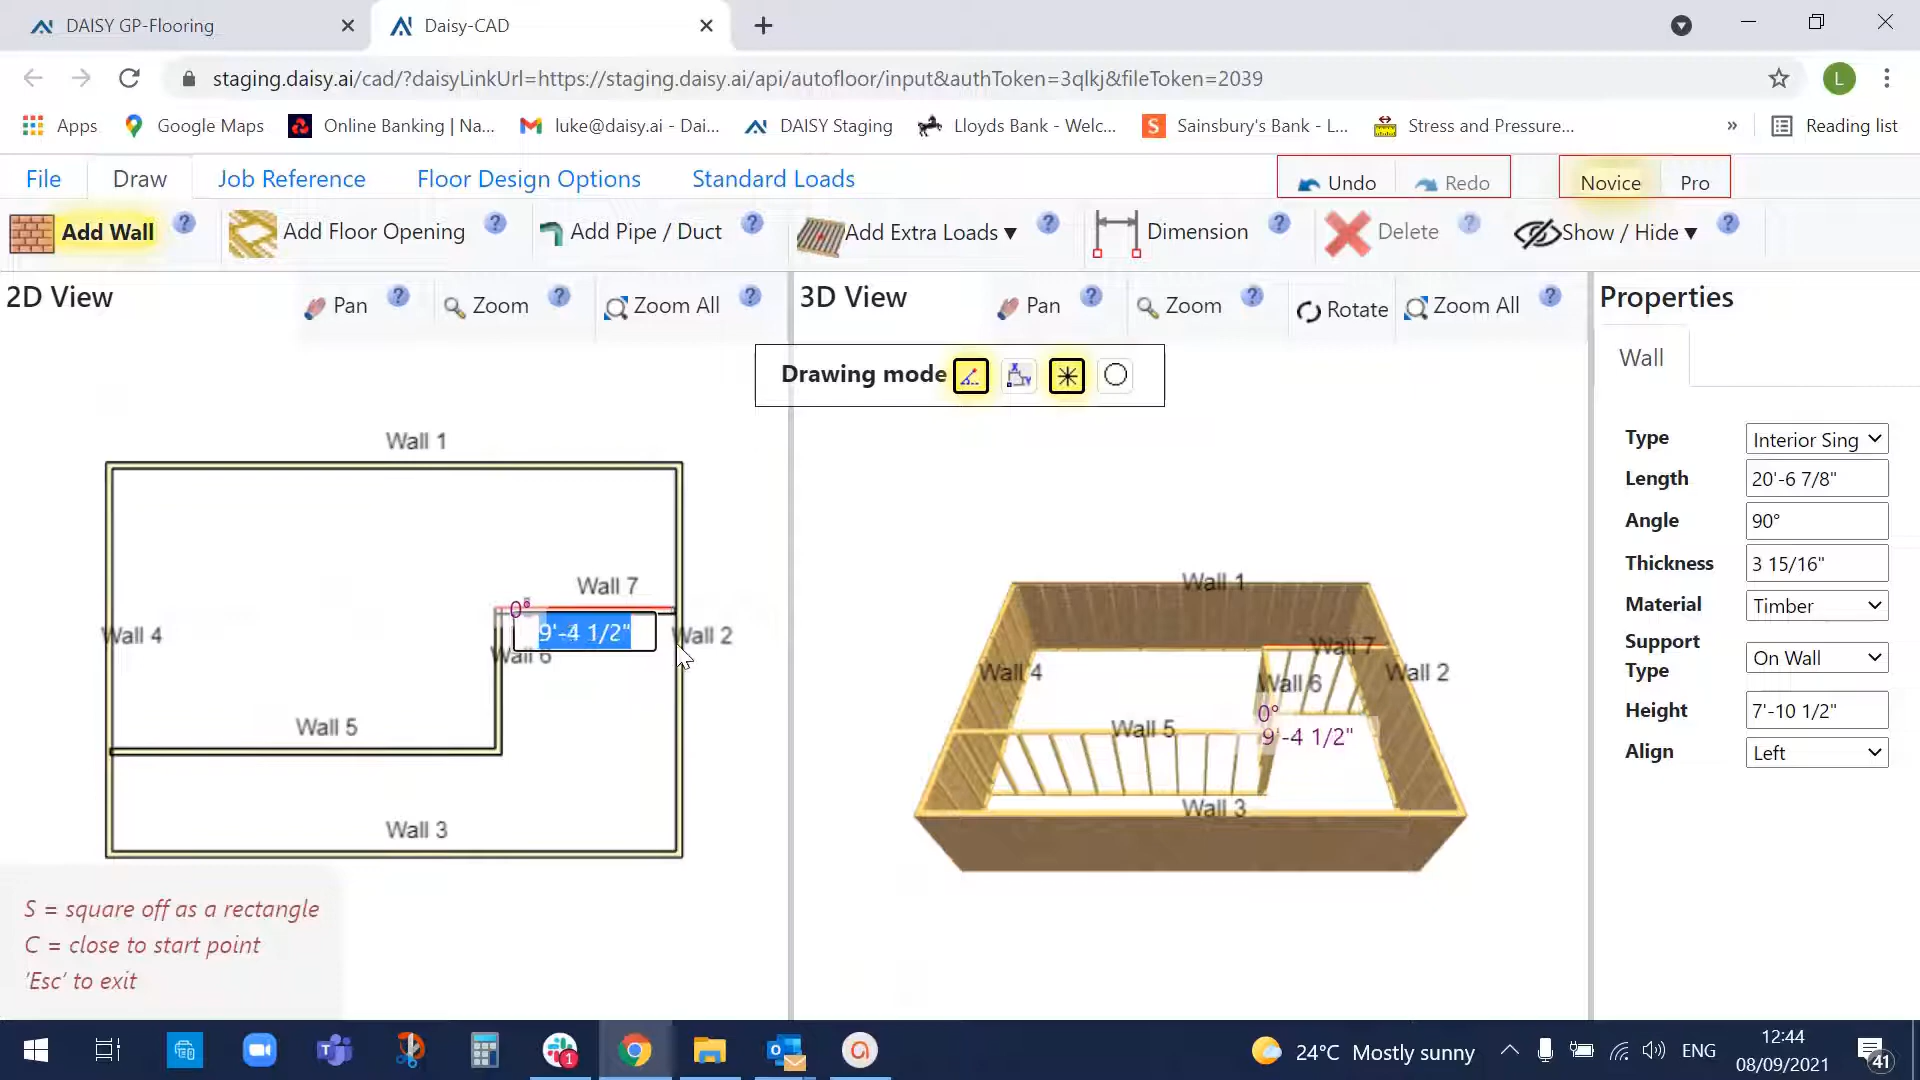 DAISY GP-Flooring
Daisy-CAD
staging.daisy.ai/cad/?daisyLinkUrl=https://staging.daisy.ai/api/autofloor/input&authToken=3qlkj&fileToken=2039
L
Apps
Google Maps
Online Banking | Na...
luke@daisy.ai - Dai...
DAISY Staging
Lloyds Bank - Welc...
Sainsbury's Bank - L...
Stress and Pressure...
»
Reading list
File
Draw
Job Reference
Floor Design Options
Standard Loads
Undo
Redo
Novice
Pro
Add Wall
Add Floor Opening
Add Pipe / Duct
Add Extra Loads ▼
Dimension
Delete
Show / Hide ▼
2D View
Pan
Zoom
Zoom All
3D View
Pan
Zoom
Rotate
Zoom All
Properties
Drawing mode
Wall
Type
Interior Sing
Length
20'-6 7/8"
Angle
90°
Thickness
3 15/16"
Material
Timber
Support Type
On Wall
Height
7'-10 1/2"
Align
Left
Wall 1
Wall 7
0°
9'-4 1/2"
Wall 4
Wall 2
Wall 6
Wall 5
Wall 3
Wall 1
Wall 7
Wall 4
Wall 2
Wall 6
0°
Wall 5
9'-4 1/2"
Wall 3
S = square off as a rectangle
C = close to start point
'Esc' to exit
1
24°C Mostly sunny
ENG
12:44
08/09/2021
41